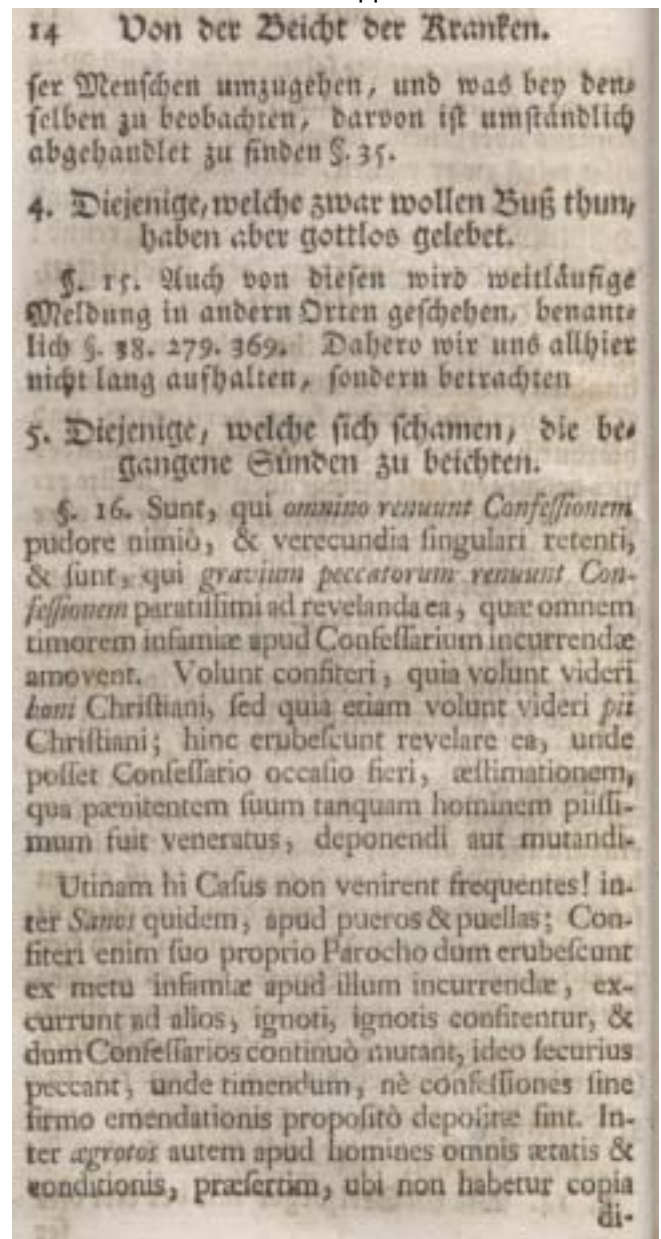 14 Von der Beicht der Kranken.
ser Menschen umzugehen, und was bey den-
selben zu beobachten, darvon ist umständlich
abgehandlet zu finden §. 35.
4. Diejenige, welche zwar wollen Buß thun,
haben aber gottlos gelebet.
§. 15. Auch von diesen wird weitläufige
Meldung in andern Orten geschehen, benant-
lich §. 38. 279. 369. Dahero wir uns allhier
nicht lang aufhalten, sondern betrachten
5. Diejenige, welche sich schamen, die be-
gangene Sünden zu beichten.
§. 16. Sunt, qui omnino renuunt Confessionem
pudore nimiò, & verecundia singulari retenti,
& sunt, qui gravium peccatorum renuunt Con-
fessionem paratissimi ad revelanda ea, quæ omnem
timorem infamiæ apud Confessarium incurrendæ
amovent. Volunt confiteri, quia volunt videri
boni Christiani, sed quia etiam volunt videri pii
Christiani; hinc erubescunt revelare ea, unde
posset Confessario occasio fieri, æstimationem,
qua pænitentem suum tanquam hominem piissi-
mum fuit veneratus, deponendi aut mutandi.
Utinam hi Casus non venirent frequentes! in-
ter Sanos quidem, apud pueros & puellas; Con-
fiteri enim suo proprio Parocho dum erubescunt
ex metu infamiæ apud illum incurrendæ, ex-
currunt ad alios, ignoti, ignotis confitentur, &
dum Confessarios continuò mutant, ideo securius
peccant, unde timendum, nè confessiones sine
firmo emendationis propositò depositæ sint. In-
ter ægrotos autem apud homines omnis ætatis &
conditionis, præsertim, ubi non habetur copia
di-